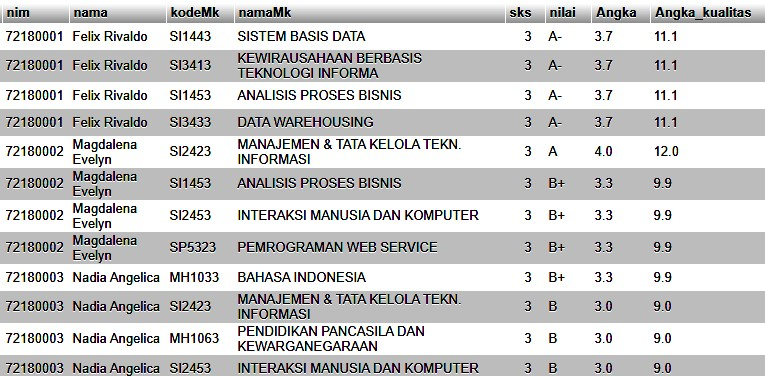 nim nama kodeMk namaMk sks nilai Angka Angka_kualitas
72180001 Felix Rivaldo SI1443 SISTEM BASIS DATA 3 A- 3.7 11.1
72180001 Felix Rivaldo SI3413 KEWIRAUSAHAAN BERBASIS TEKNOLOGI INFORMA 3 A- 3.7 11.1
72180001 Felix Rivaldo SI1453 ANALISIS PROSES BISNIS 3 A- 3.7 11.1
72180001 Felix Rivaldo SI3433 DATA WAREHOUSING 3 A- 3.7 11.1
72180002 Magdalena Evelyn SI2423 MANAJEMEN & TATA KELOLA TEKN. INFORMASI 3 A 4.0 12.0
72180002 Magdalena Evelyn SI1453 ANALISIS PROSES BISNIS 3 B+ 3.3 9.9
72180002 Magdalena Evelyn SI2453 INTERAKSI MANUSIA DAN KOMPUTER 3 B+ 3.3 9.9
72180002 Magdalena Evelyn SP5323 PEMROGRAMAN WEB SERVICE 3 B+ 3.3 9.9
72180003 Nadia Angelica MH1033 BAHASA INDONESIA 3 B+ 3.3 9.9
72180003 Nadia Angelica SI2423 MANAJEMEN & TATA KELOLA TEKN. INFORMASI 3 B 3.0 9.0
72180003 Nadia Angelica MH1063 PENDIDIKAN PANCASILA DAN KEWARGANEGARAAN 3 B 3.0 9.0
72180003 Nadia Angelica SI2453 INTERAKSI MANUSIA DAN KOMPUTER 3 B 3.0 9.0